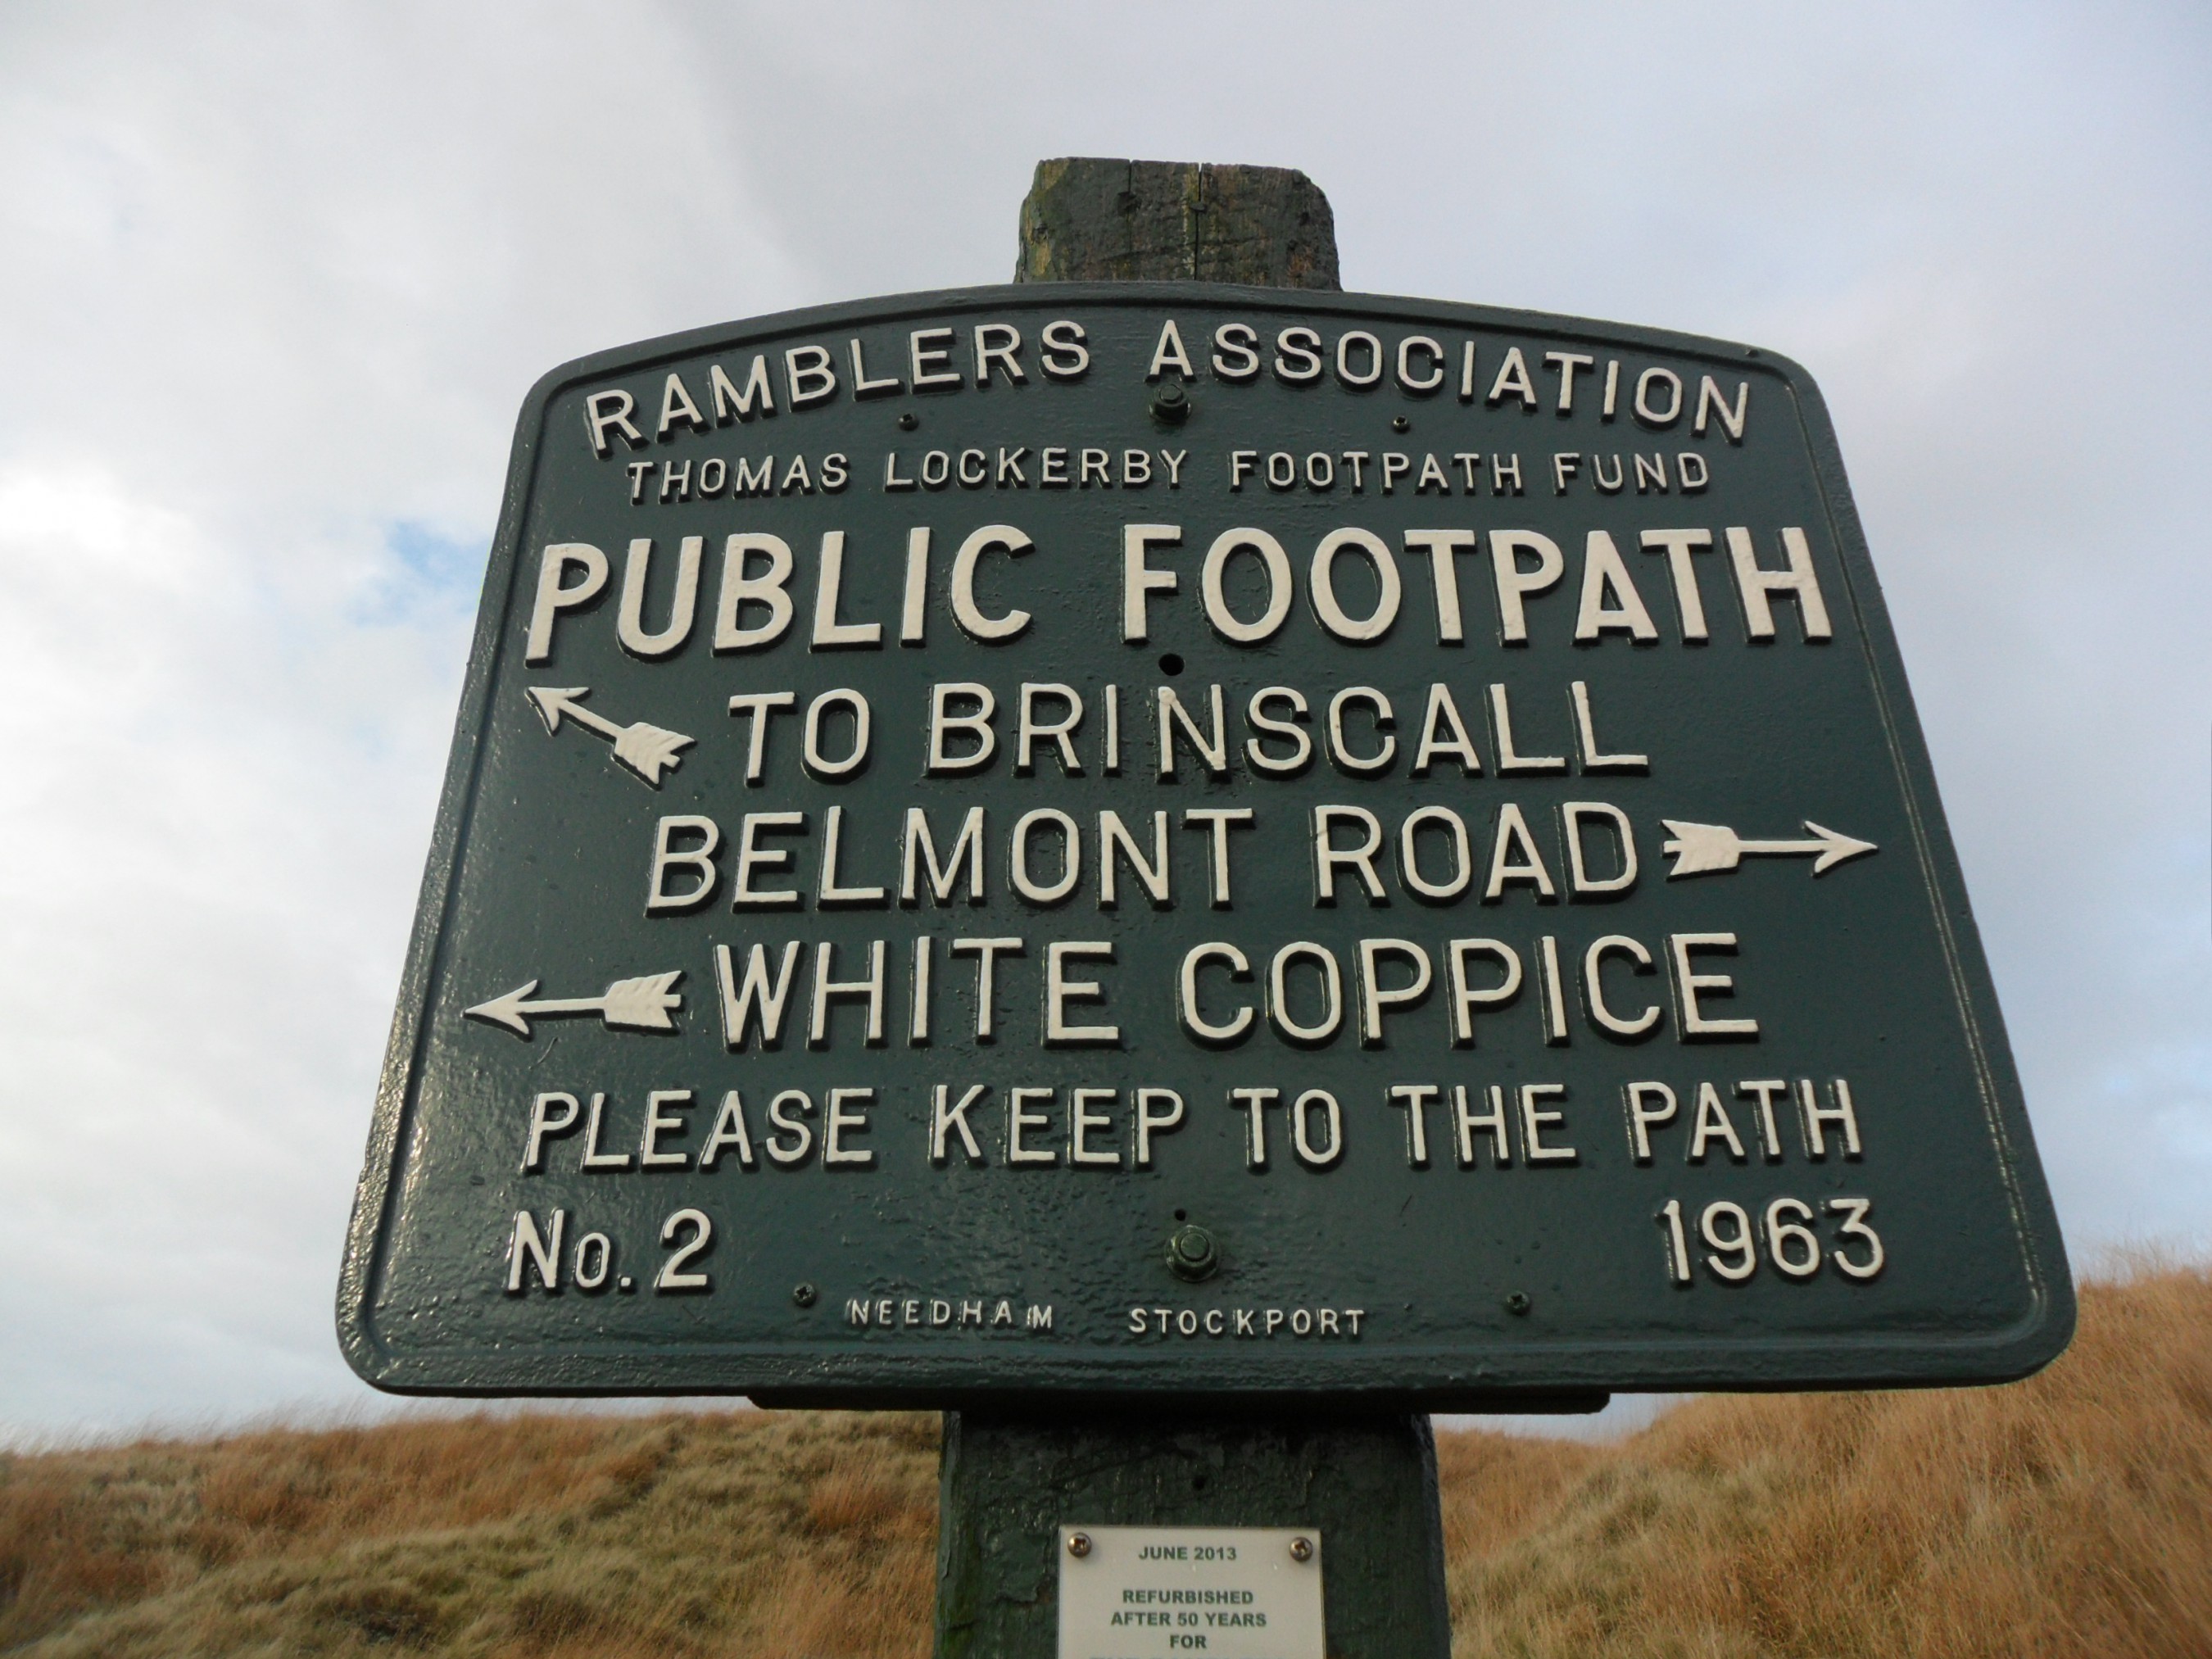 RAMBLERS ASSOCIATION
THOMAS LOCKERBY FOOTPATH FUND
PUBLIC FOOTPATH
TO BRINSCALL
BELMONT ROAD
WHITE COPPICE
PLEASE KEEP TO THE PATH
No. 2 1963
NEEDHAM STOCKPORT
JUNE 2013
REFURBISHED
AFTER 50 YEARS
FOR